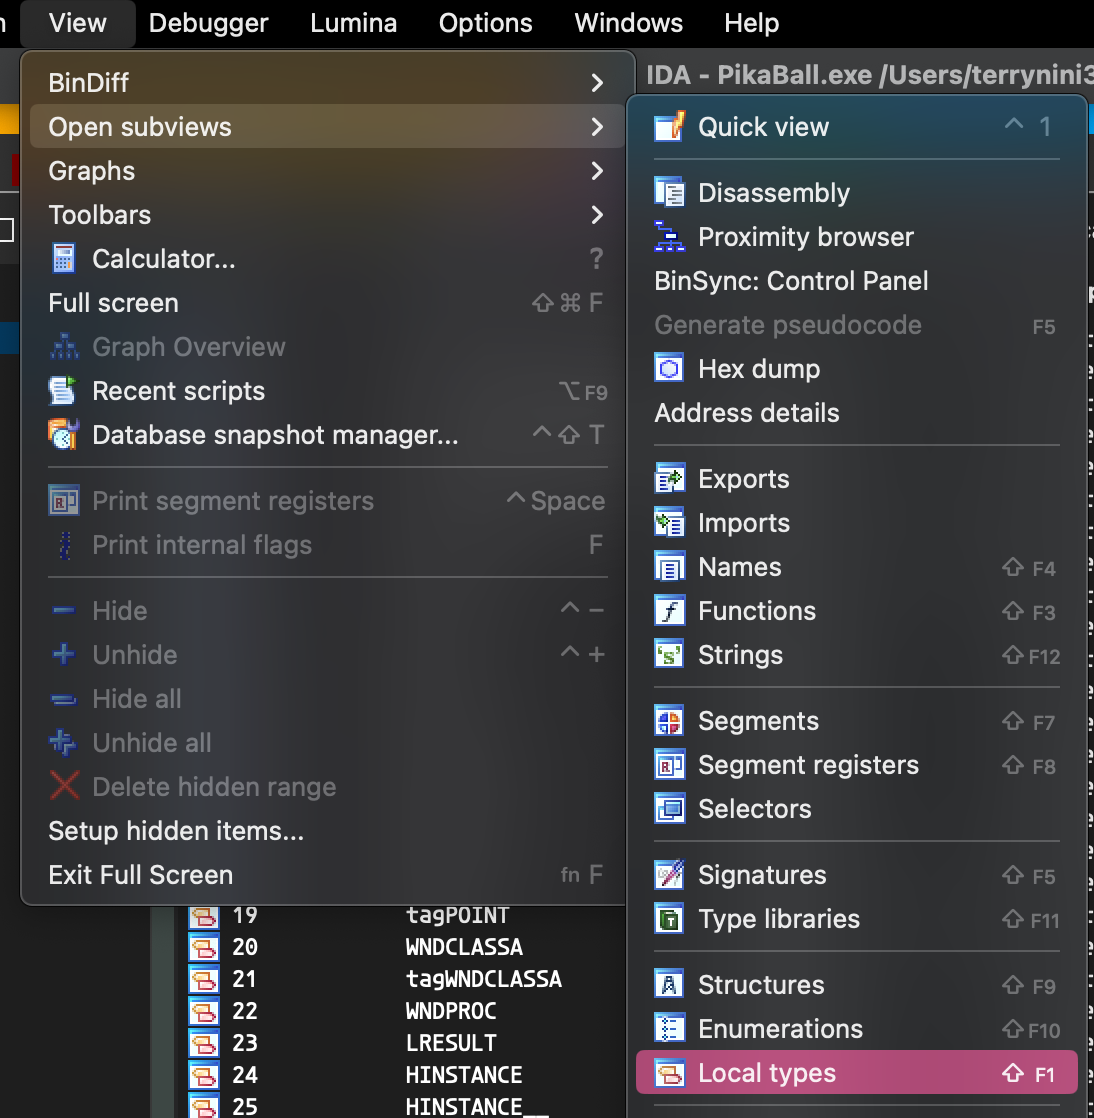 View Debugger Lumina Options Windows Help
IDA - PikaBall.exe /Users/terrynini3
BinDiff
Open subviews
Graphs
Toolbars
Calculator... ?
Full screen ⇧⌘ F
Graph Overview
Recent scripts ⌥F9
Database snapshot manager... ^⇧ T
Print segment registers ^Space
Print internal flags F
Hide ^ −
Unhide ^ +
Hide all
Unhide all
Delete hidden range
Setup hidden items...
Exit Full Screen fn F
Quick view ^ 1
Disassembly
Proximity browser
BinSync: Control Panel
Generate pseudocode F5
Hex dump
Address details
Exports
Imports
Names ⇧ F4
Functions ⇧ F3
Strings ⇧F12
Segments ⇧ F7
Segment registers ⇧ F8
Selectors
Signatures ⇧ F5
Type libraries ⇧ F11
Structures ⇧ F9
Enumerations ⇧F10
Local types ⇧ F1
19 tagPOINT
20 WNDCLASSA
21 tagWNDCLASSA
22 WNDPROC
23 LRESULT
24 HINSTANCE
25 HINSTANCE__